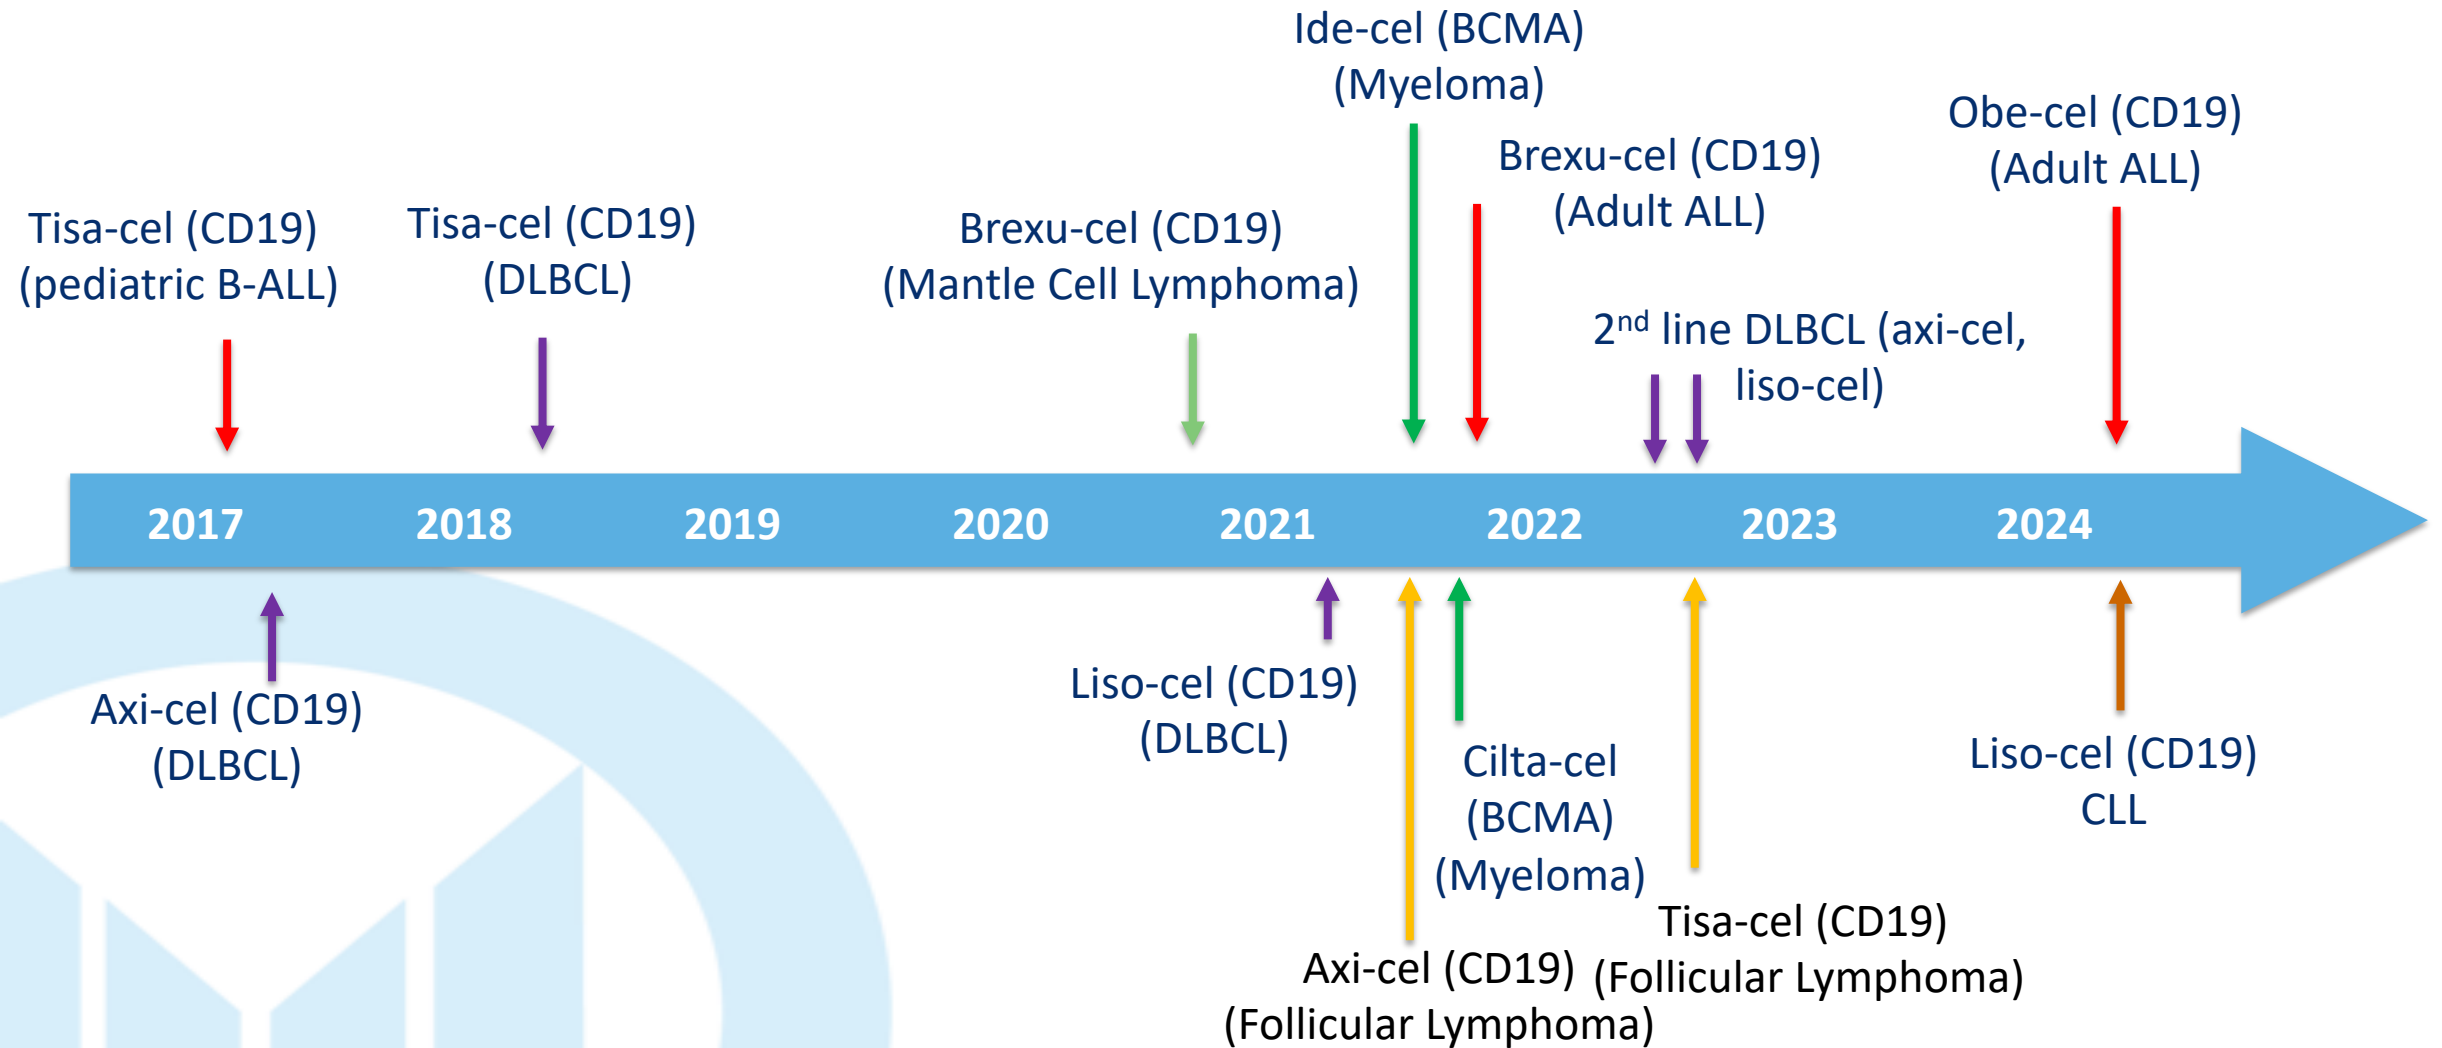 Ide-cel (BCMA)
(Myeloma)
Obe-cel (CD19)
(Adult ALL)
Brexu-cel (CD19)
(Adult ALL)
Tisa-cel (CD19)
(pediatric B-ALL)
Tisa-cel (CD19)
(DLBCL)
Brexu-cel (CD19)
(Mantle Cell Lymphoma)
2nd line DLBCL (axi-cel,
liso-cel)
2017 2018 2019 2020 2021 2022 2023 2024
Axi-cel (CD19)
(DLBCL)
Liso-cel (CD19)
(DLBCL)
Cilta-cel
(BCMA)
(Myeloma)
Liso-cel (CD19)
CLL
Tisa-cel (CD19)
(Follicular Lymphoma)
Axi-cel (CD19)
(Follicular Lymphoma)